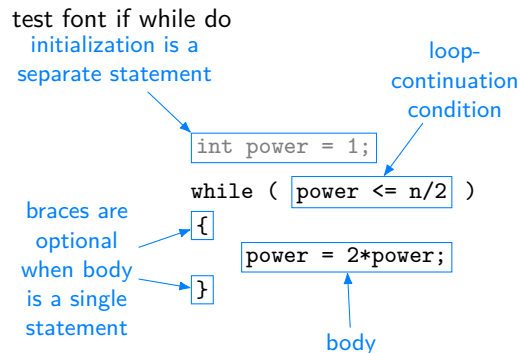 test font if while do
initialization is a
separate statement
loop-
continuation
condition
int power = 1;
while ( power <= n/2 )
braces are
optional
when body
is a single
statement
{
power = 2*power;
}
body